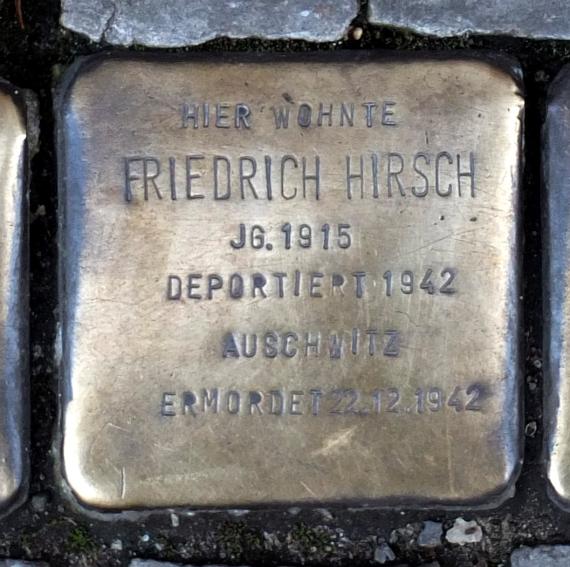 HIER WOHNTE
FRIEDRICH HIRSCH
JG. 1915
DEPORTIERT 1942
AUSCHWITZ
ERMORDET 22.12.1942